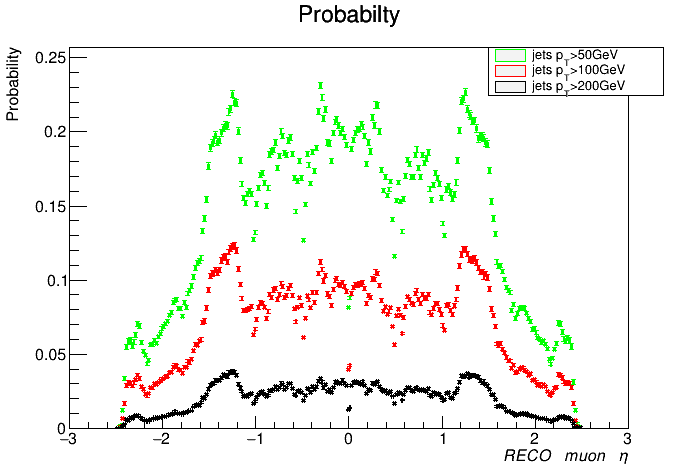 Probabilty
Probability
0.25
0.2
0.15
0.1
0.05
0
jets p_T>50GeV
jets p_T>100GeV
jets p_T>200GeV
−3 −2 −1 0 1 2 3
RECO muon η